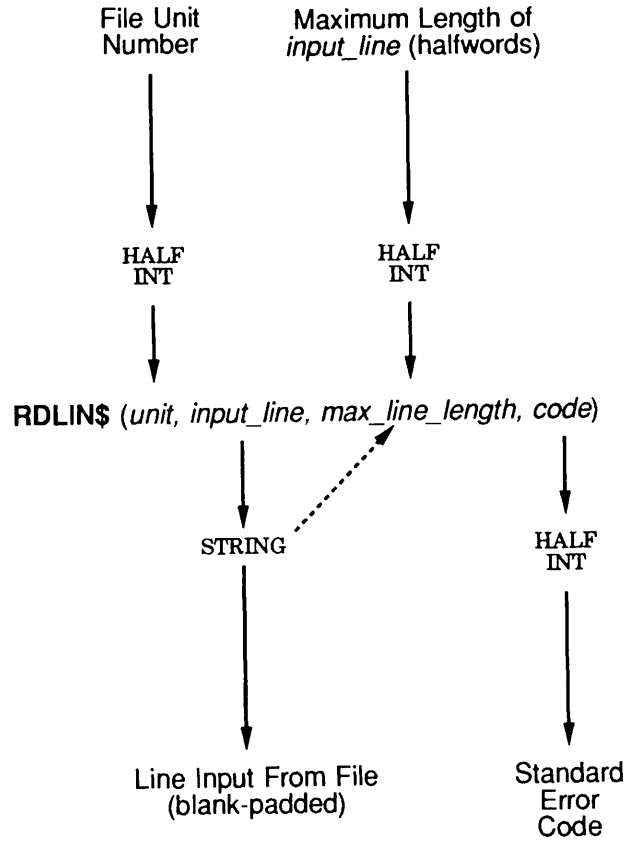 File Unit
Number
Maximum Length of
input_line (halfwords)
HALF
INT
HALF
INT
RDLIN$ (unit, input_line, max_line_length, code)
STRING
HALF
INT
Line Input From File
(blank-padded)
Standard
Error
Code